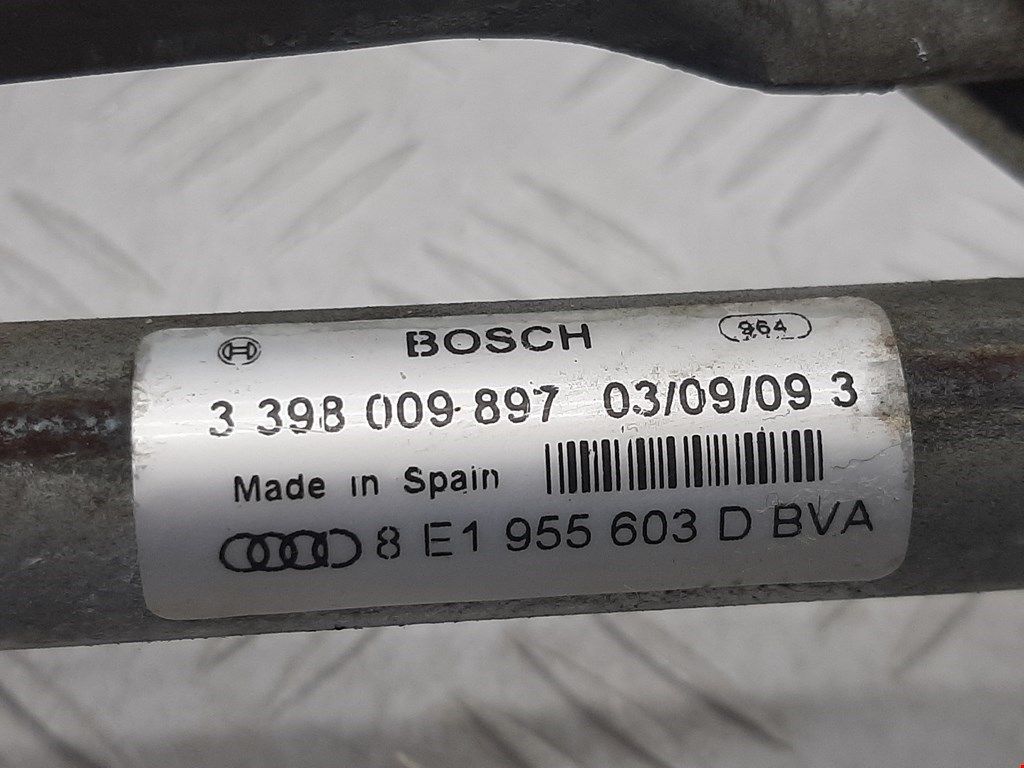 BOSCH 964
3 398 009 897 03/09/09 3
Made in Spain
8 E1 955 603 D BVA